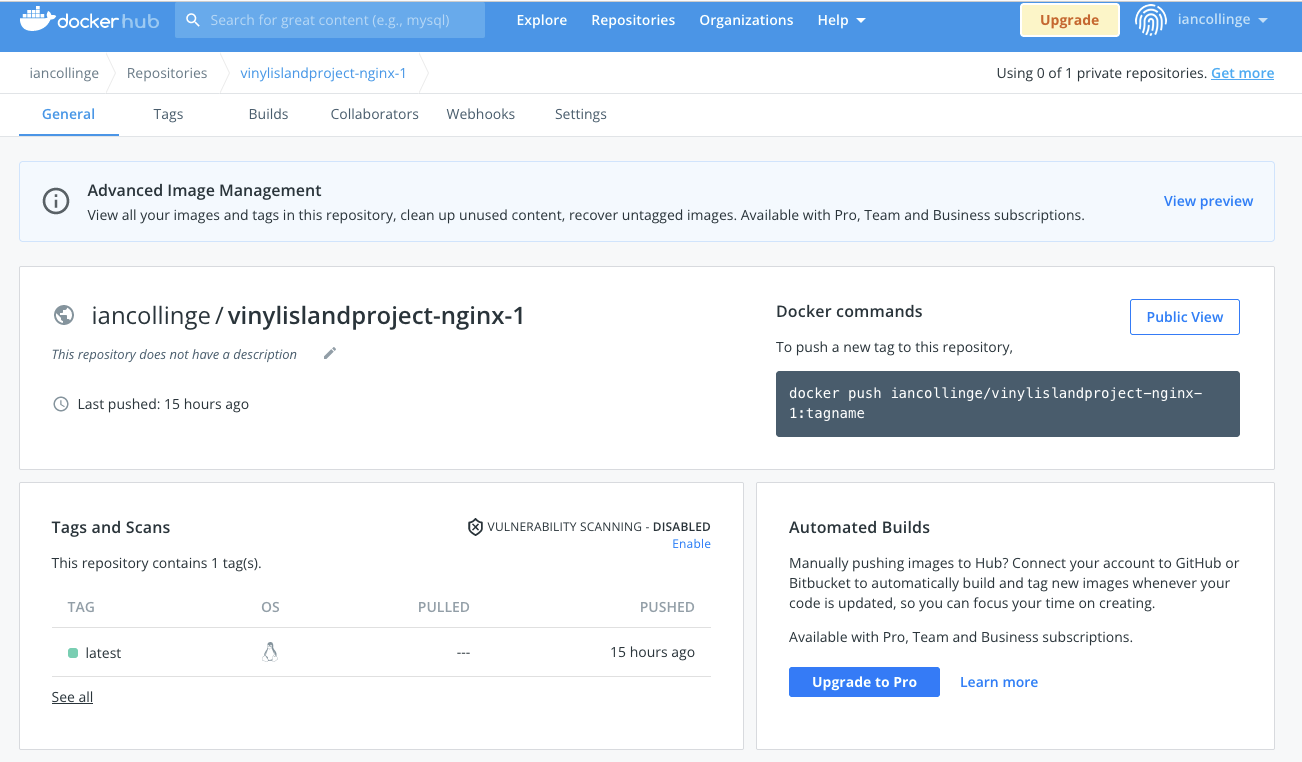 dockerhub
Search for great content (e.g., mysql)
Explore
Repositories
Organizations
Help
Upgrade
iancollinge
iancollinge
Repositories
vinylislandproject-nginx-1
Using 0 of 1 private repositories. Get more
General
Tags
Builds
Collaborators
Webhooks
Settings
Advanced Image Management
View all your images and tags in this repository, clean up unused content, recover untagged images. Available with Pro, Team and Business subscriptions.
View preview
iancollinge / vinylislandproject-nginx-1
This repository does not have a description
Last pushed: 15 hours ago
Docker commands
Public View
To push a new tag to this repository,
docker push iancollinge/vinylislandproject-nginx-
1:tagname
Tags and Scans
VULNERABILITY SCANNING - DISABLED
Enable
This repository contains 1 tag(s).
TAG
OS
PULLED
PUSHED
latest
---
15 hours ago
See all
Automated Builds
Manually pushing images to Hub? Connect your account to GitHub or
Bitbucket to automatically build and tag new images whenever your
code is updated, so you can focus your time on creating.
Available with Pro, Team and Business subscriptions.
Upgrade to Pro
Learn more